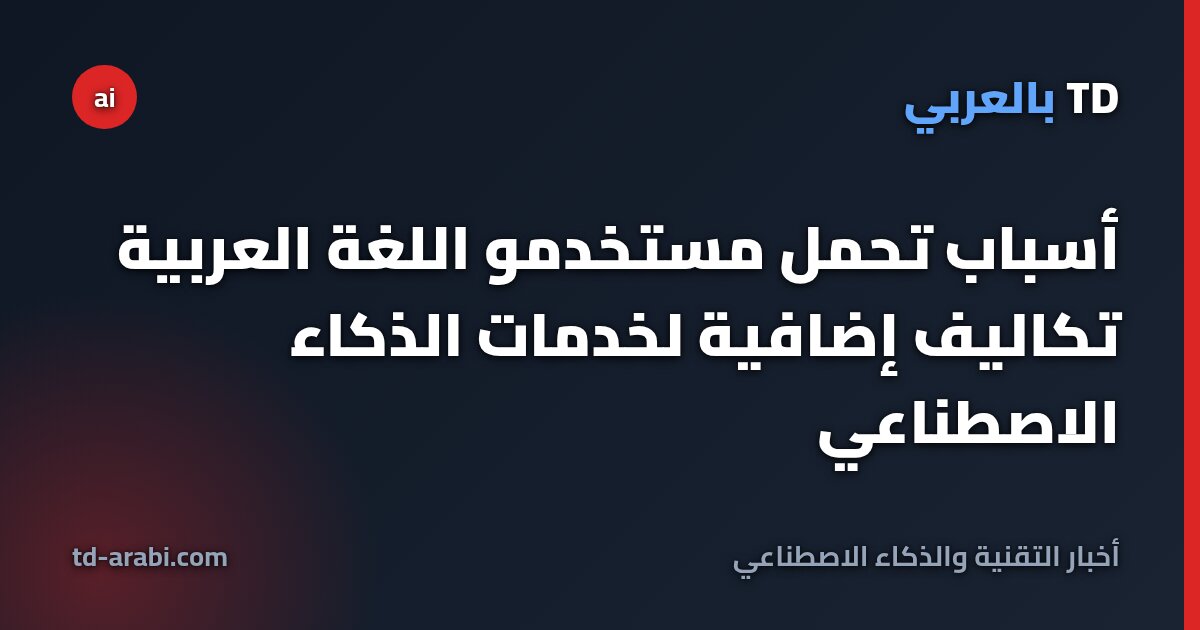 TD بالعربي
ai
أسباب تحمل مستخدمو اللغة العربية
تكاليف إضافية لخدمات الذكاء
الاصطناعي
أخبار التقنية والذكاء الاصطناعي
td-arabi.com